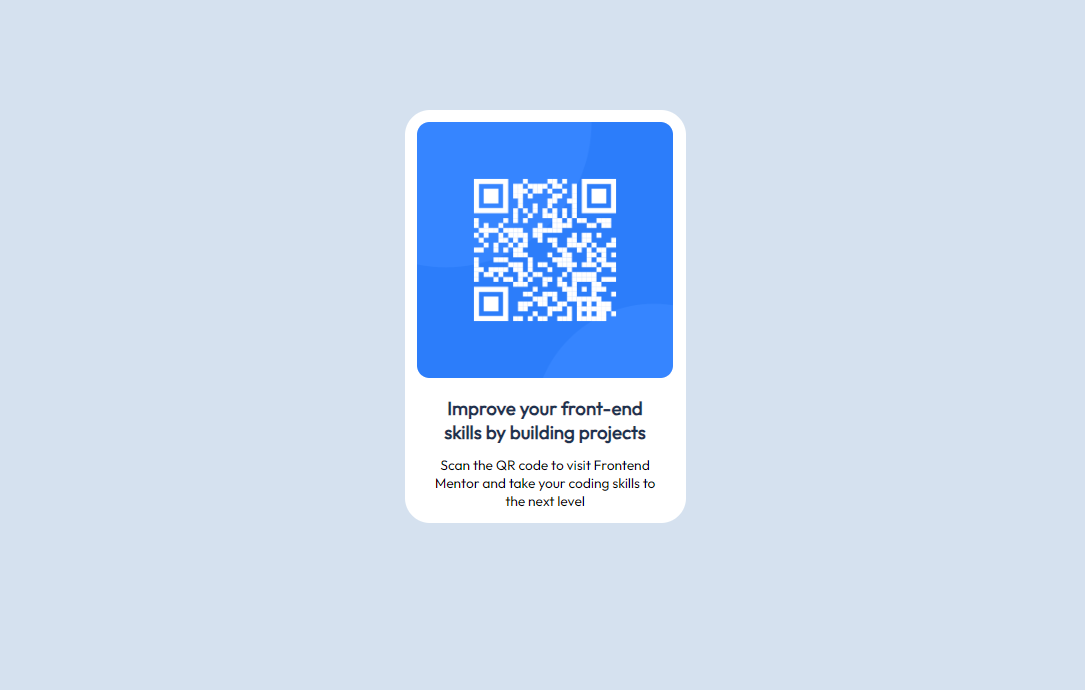 Improve your front-end
skills by building projects
Scan the QR code to visit Frontend
Mentor and take your coding skills to
the next level